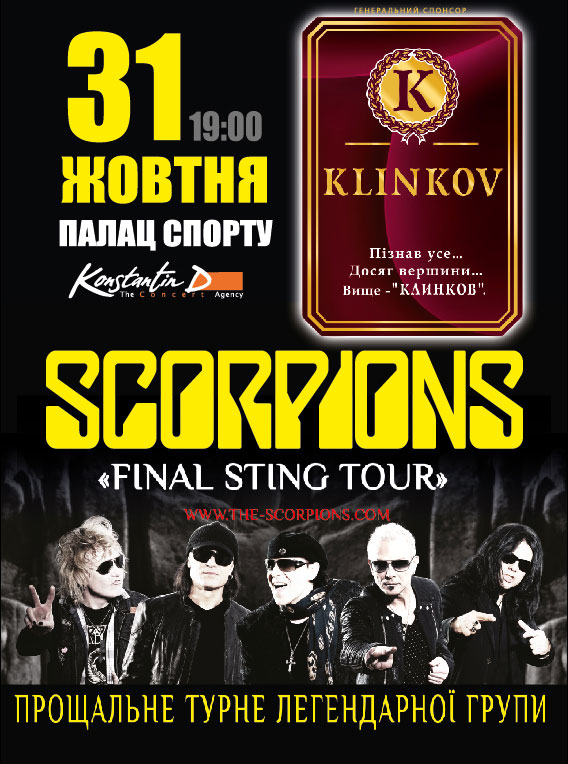 ГЕНЕРАЛЬНИЙ СПОНСОР
31
19:00
ЖОВТНЯ
ПАЛАЦ СПОРТУ
Konstantin D
The Concert Agency
K
KLINKOV
Пізнав усе...
Досяг вершини...
Вище -"КЛИНКОВ".
SCORPIONS
«FINAL STING TOUR»
WWW.THE-SCORPIONS.COM
ПРОЩАЛЬНЕ ТУРНЕ ЛЕГЕНДАРНОЇ ГРУПИ